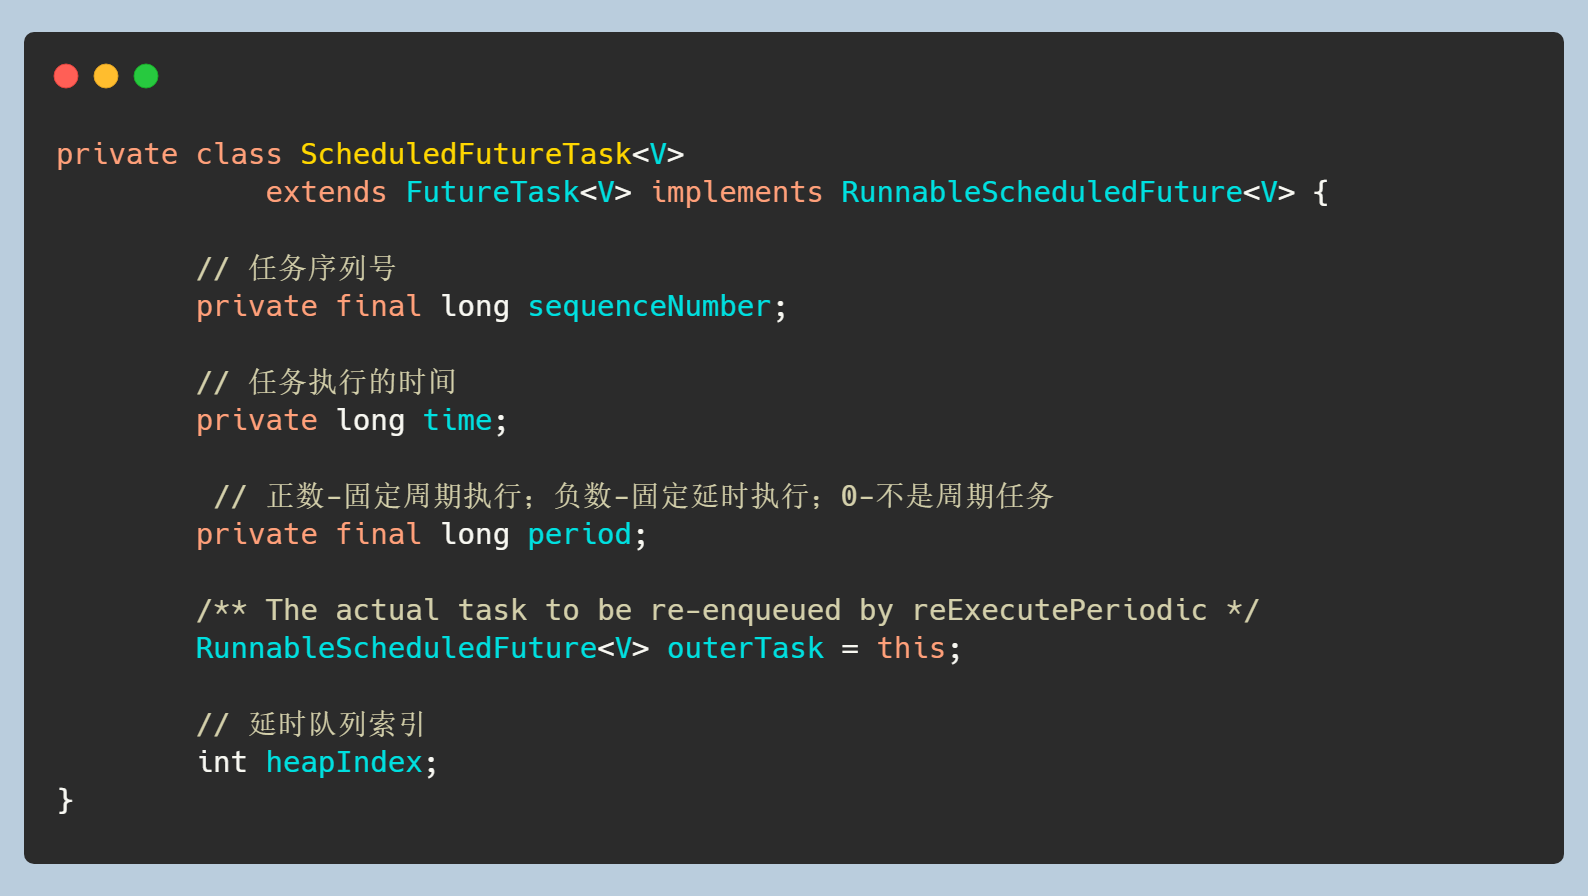 private class ScheduledFutureTask<V>
extends FutureTask<V> implements RunnableScheduledFuture<V> {
// 任务序列号
private final long sequenceNumber;
// 任务执行的时间
private long time;
// 正数-固定周期执行；负数-固定延时执行；0-不是周期任务
private final long period;
/** The actual task to be re-enqueued by reExecutePeriodic */
RunnableScheduledFuture<V> outerTask = this;
// 延时队列索引
int heapIndex;
}